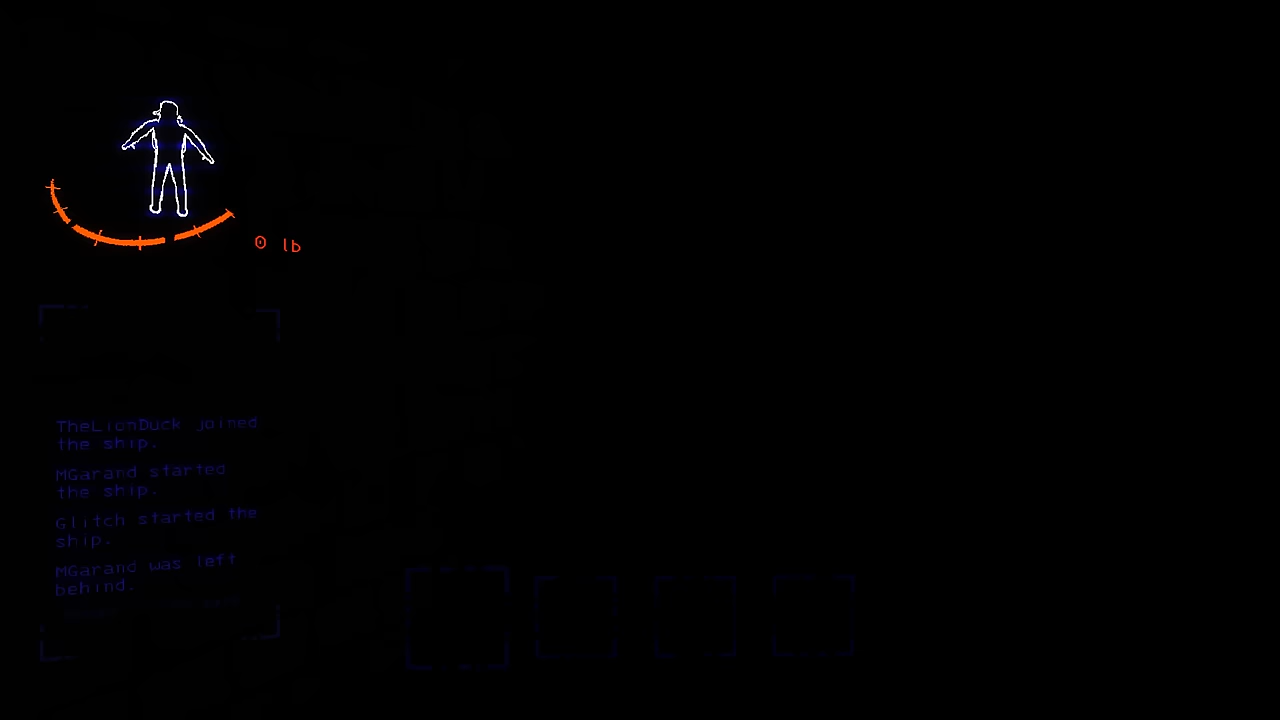 0 lb
TheLionDuck joined
the ship.
MGarand started
the ship.
Glitch started the
ship.
MGarand was left
behind.